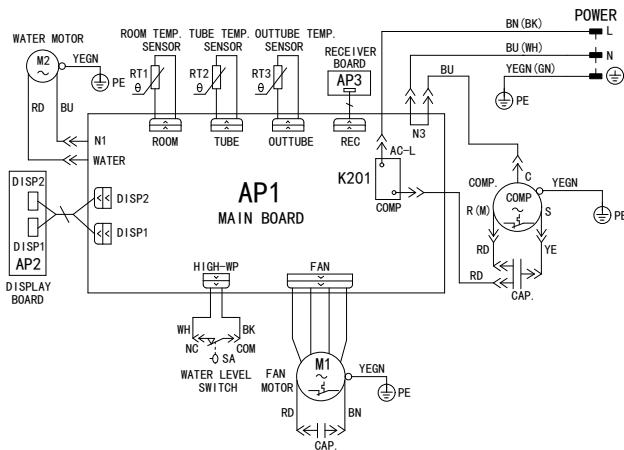 ROOM TEMP. TUBE TEMP. OUTTUBE TEMP.
SENSOR SENSOR SENSOR
POWER
BN(BK) L
BU(WH) N
YEGN(GN)
PE
BU
WATER MOTOR
M2
YEGN
PE
RD BU
RT1 RT2 RT3
θ θ θ
RECEIVER
BOARD
AP3
ROOM TUBE OUTTUBE REC
N1
WATER
AC-L
N3
K201
COMP
AP1
MAIN BOARD
DISP2
DISP1
AP2
DISPLAY
BOARD
DISP2
DISP1
C
COMP.
COMP
YEGN
PE
R(M) S
RD YE
RD
CAP.
HIGH-WP
WH BK
NC COM
SA
WATER LEVEL
SWITCH
FAN
M1
YEGN
PE
FAN
MOTOR
RD BN
CAP.